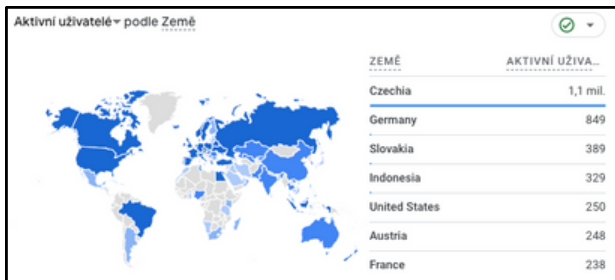 Aktivní uživatelé podle Země
ZEMĚ AKTIVNÍ UŽIVA...
Czechia 1,1 mil.
Germany 849
Slovakia 389
Indonesia 329
United States 250
Austria 248
France 238